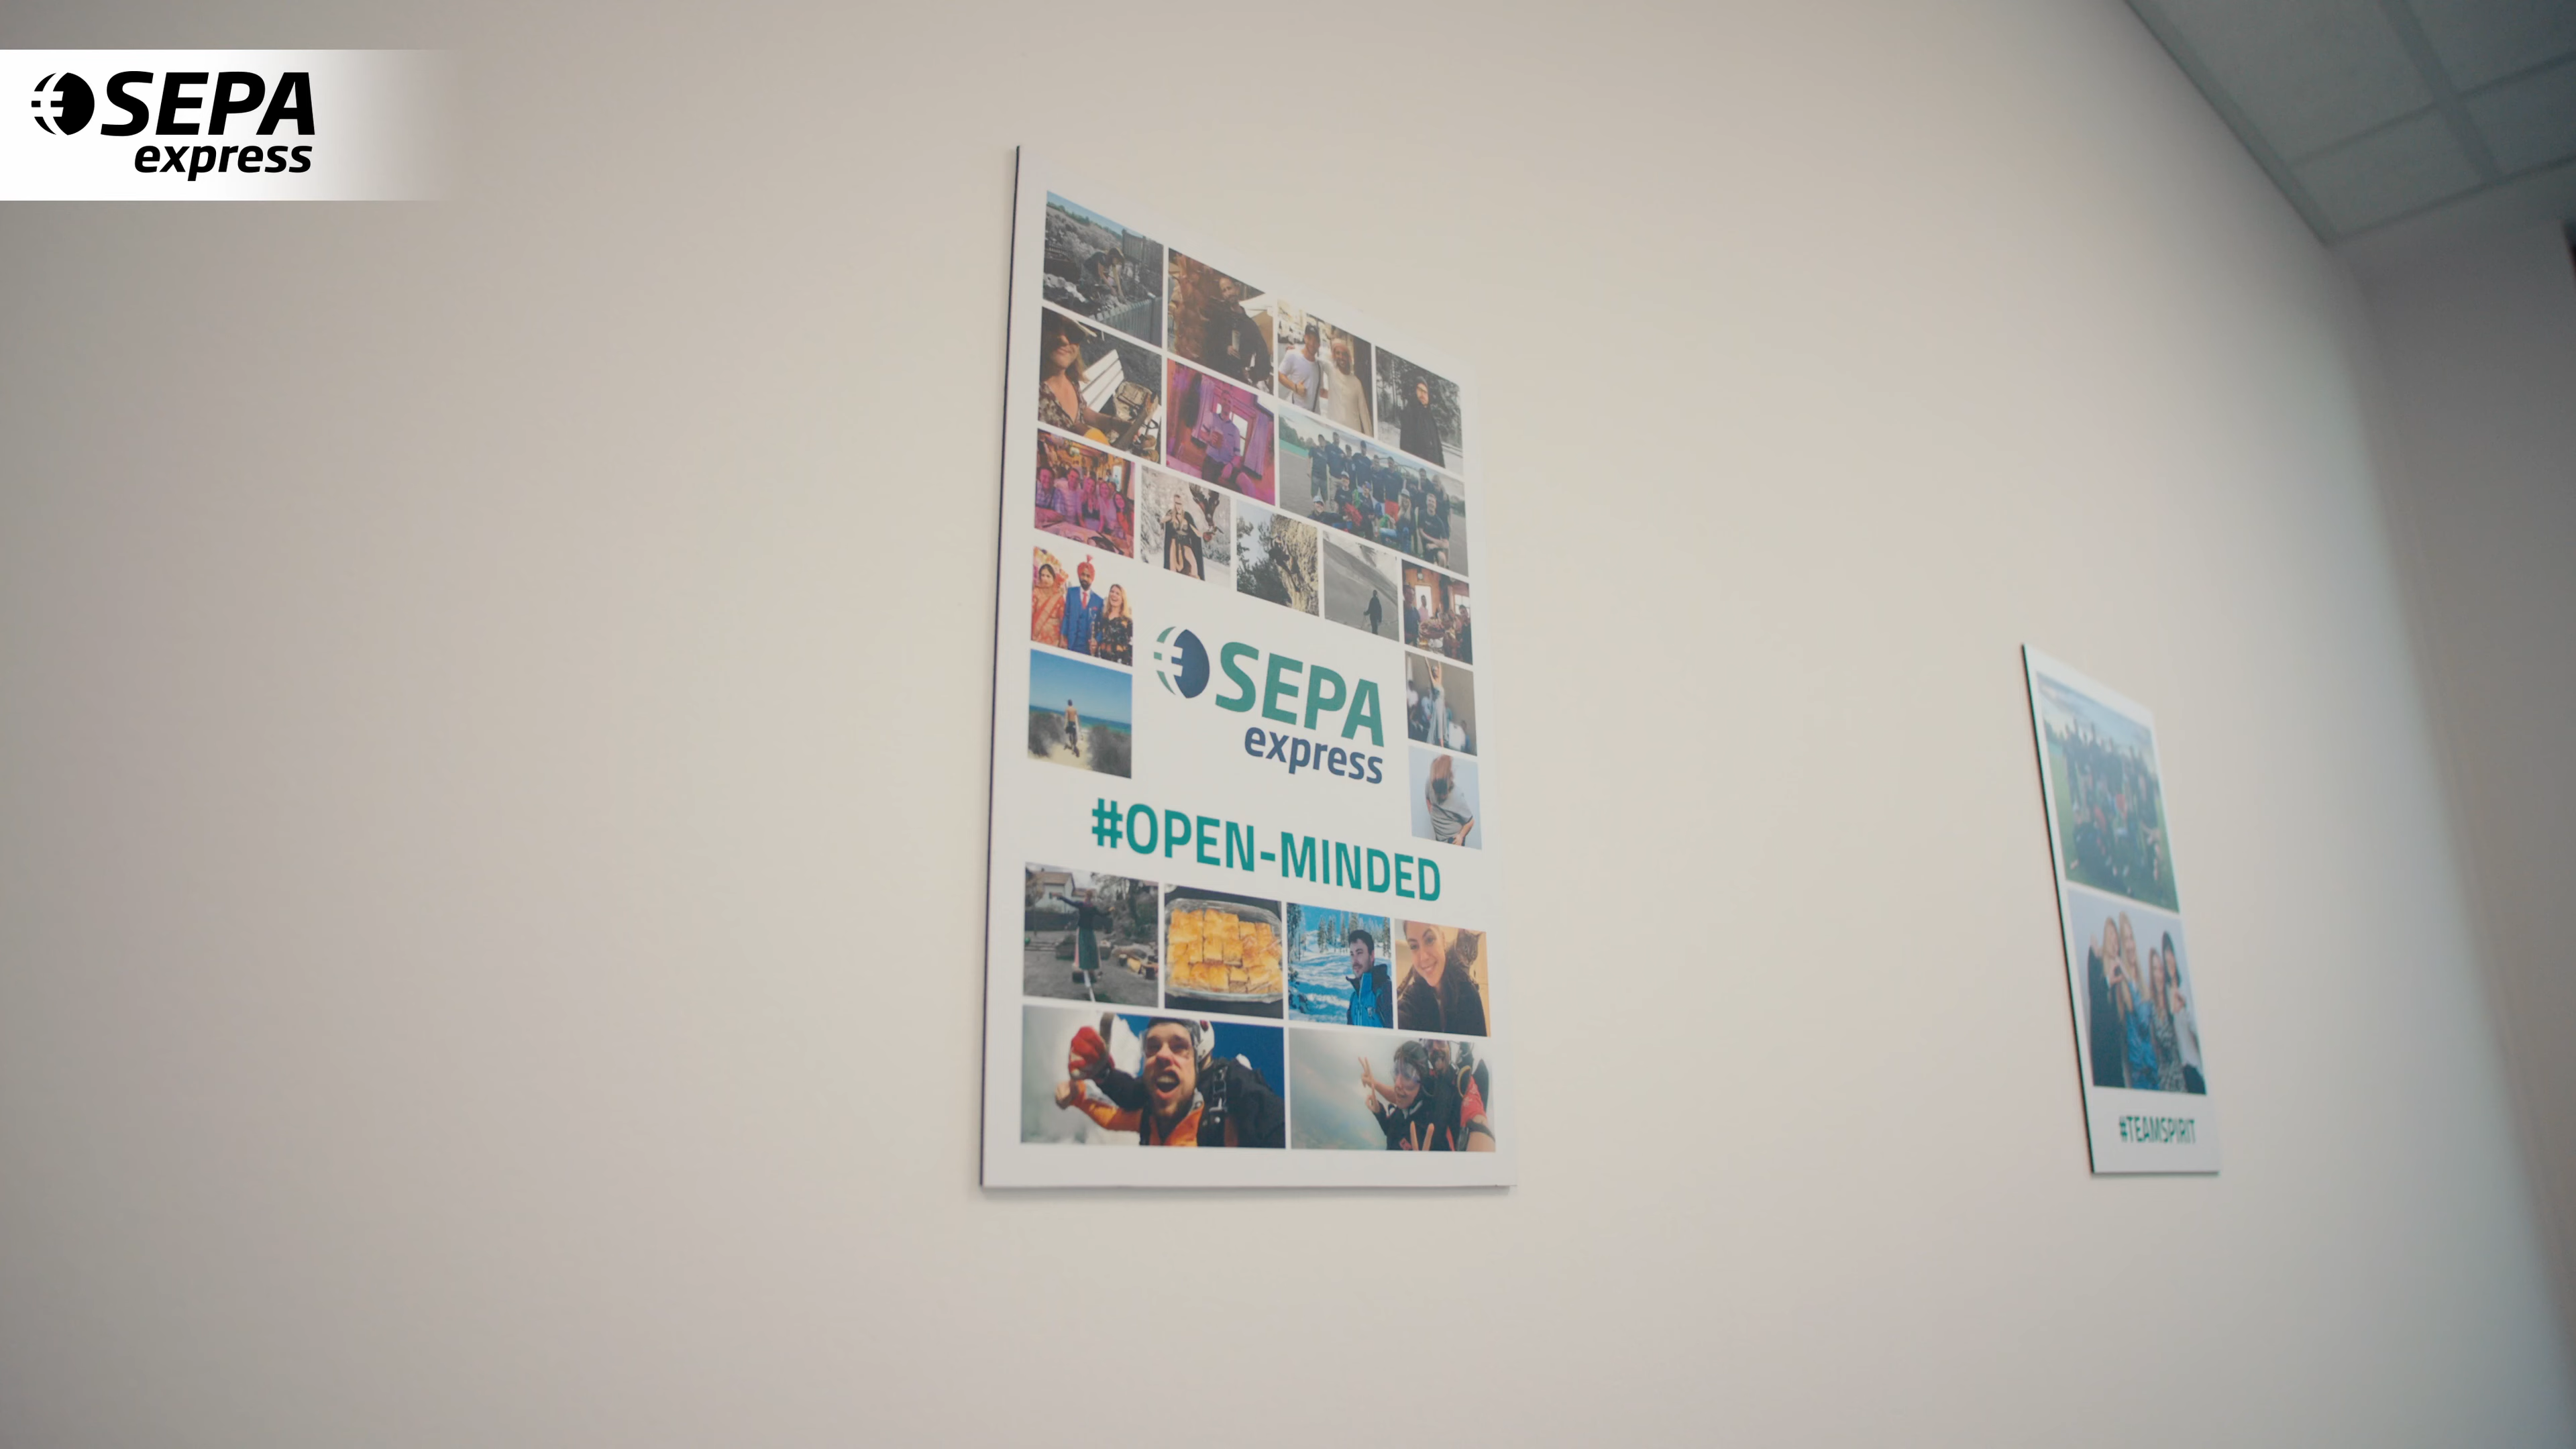 SEPA
express
SEPA
express
#OPEN-MINDED
#TEAMSPIRIT